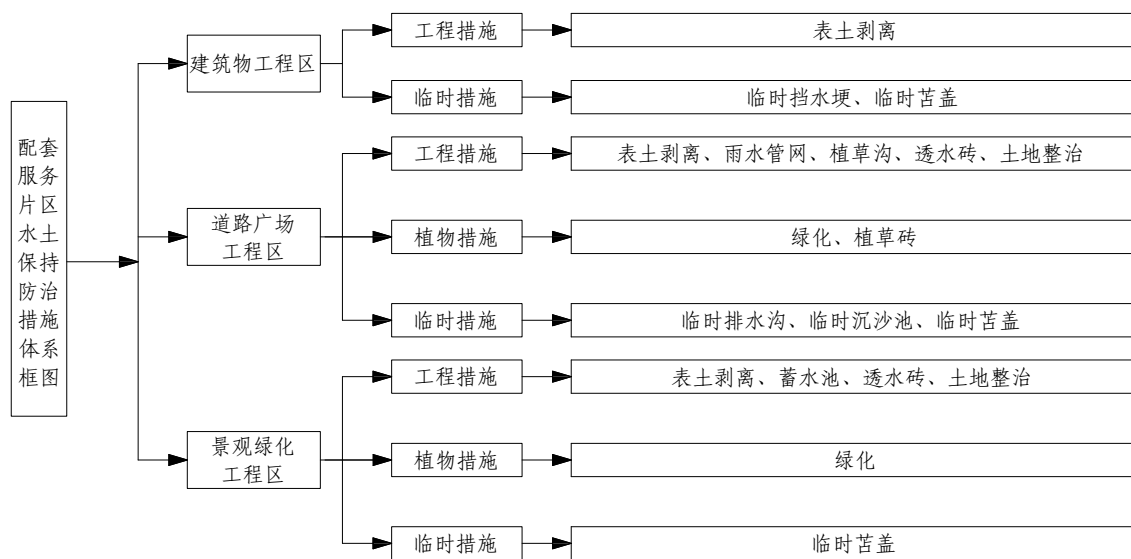 配套
服务
片区
水土
保持
防治
措施
体系
框图
建筑物工程区
工程措施
表土剥离
临时措施
临时挡水埂、临时苫盖
道路广场
工程区
工程措施
表土剥离、雨水管网、植草沟、透水砖、土地整治
植物措施
绿化、植草砖
临时措施
临时排水沟、临时沉沙池、临时苫盖
景观绿化
工程区
工程措施
表土剥离、蓄水池、透水砖、土地整治
植物措施
绿化
临时措施
临时苫盖